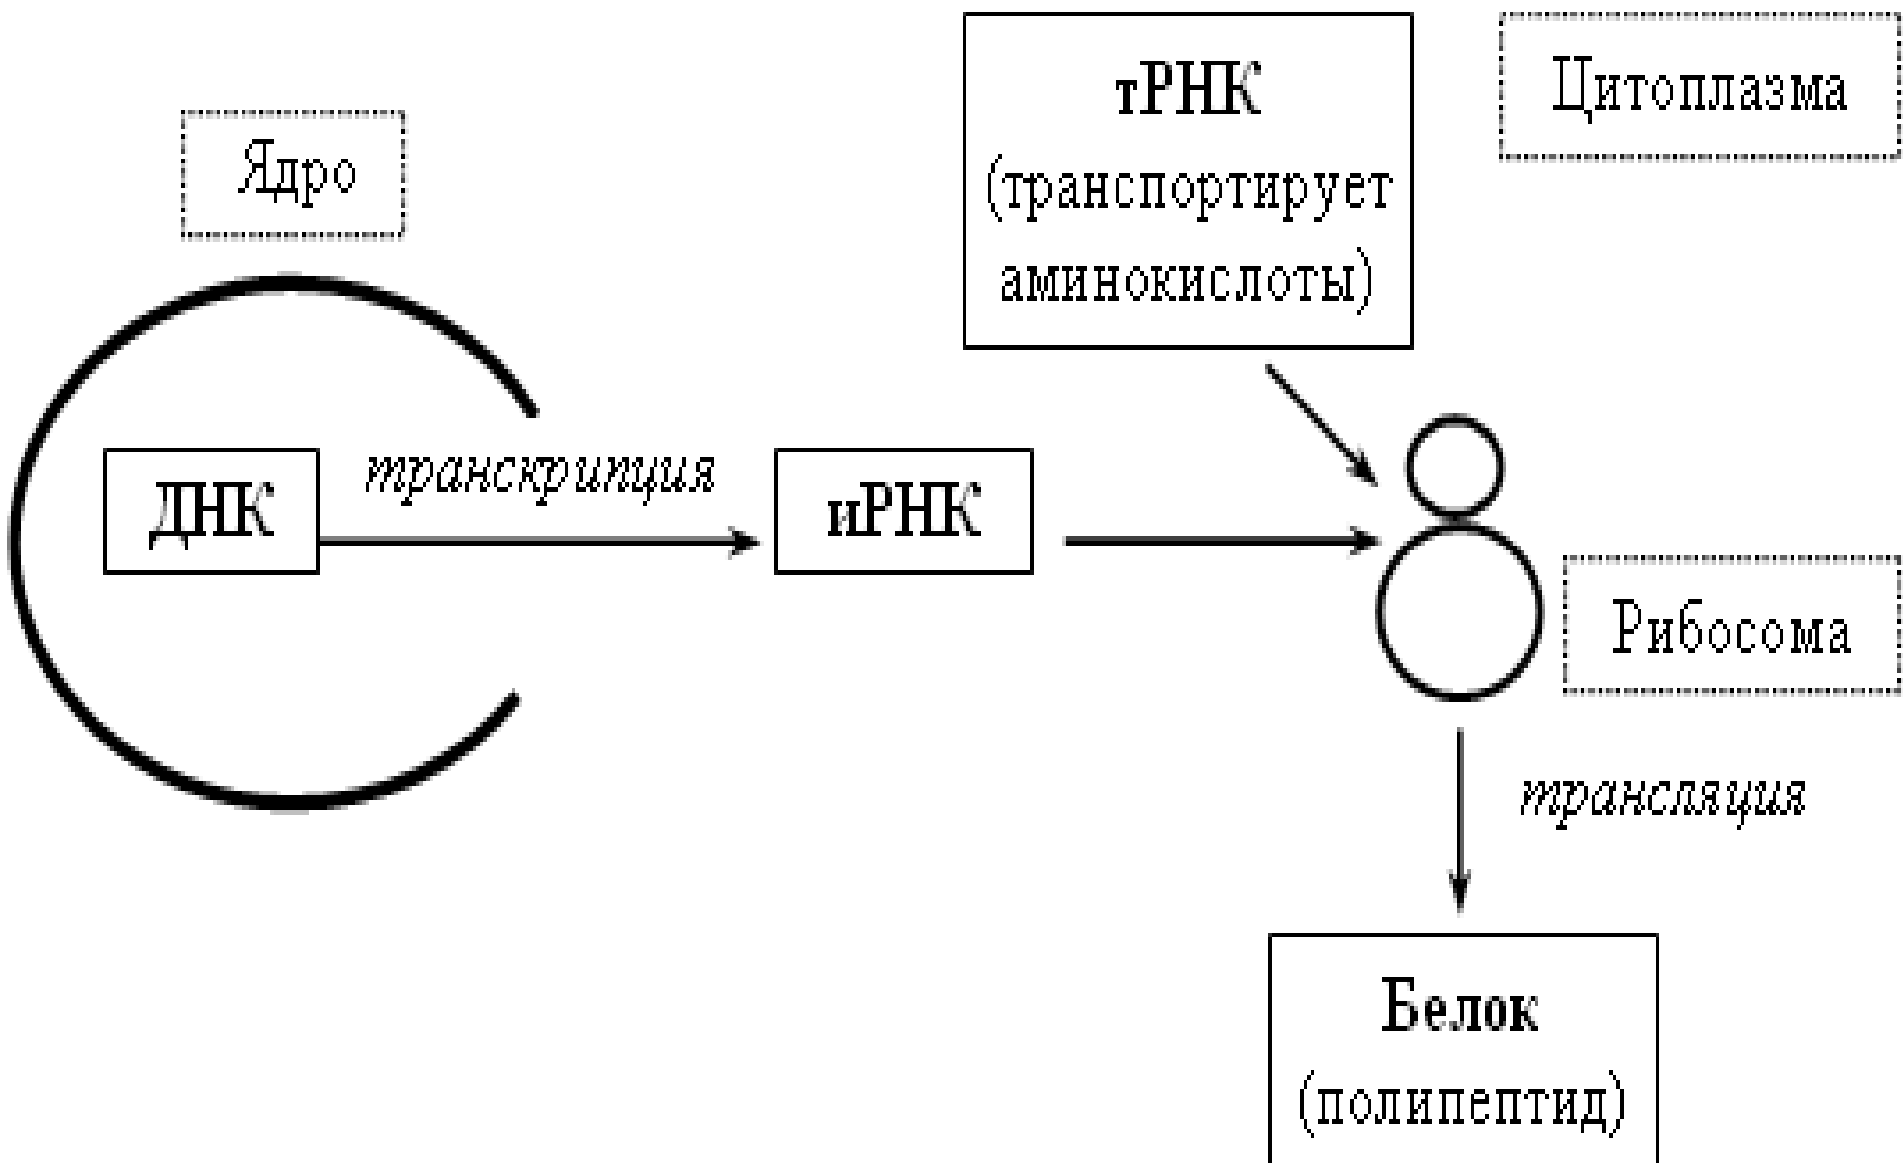 Ядро
тРНК
(транспортирует
аминокислоты)
Цитоплазма
ДНК
транскрипция
иРНК
Рибосома
трансляция
Белок
(полипептид)